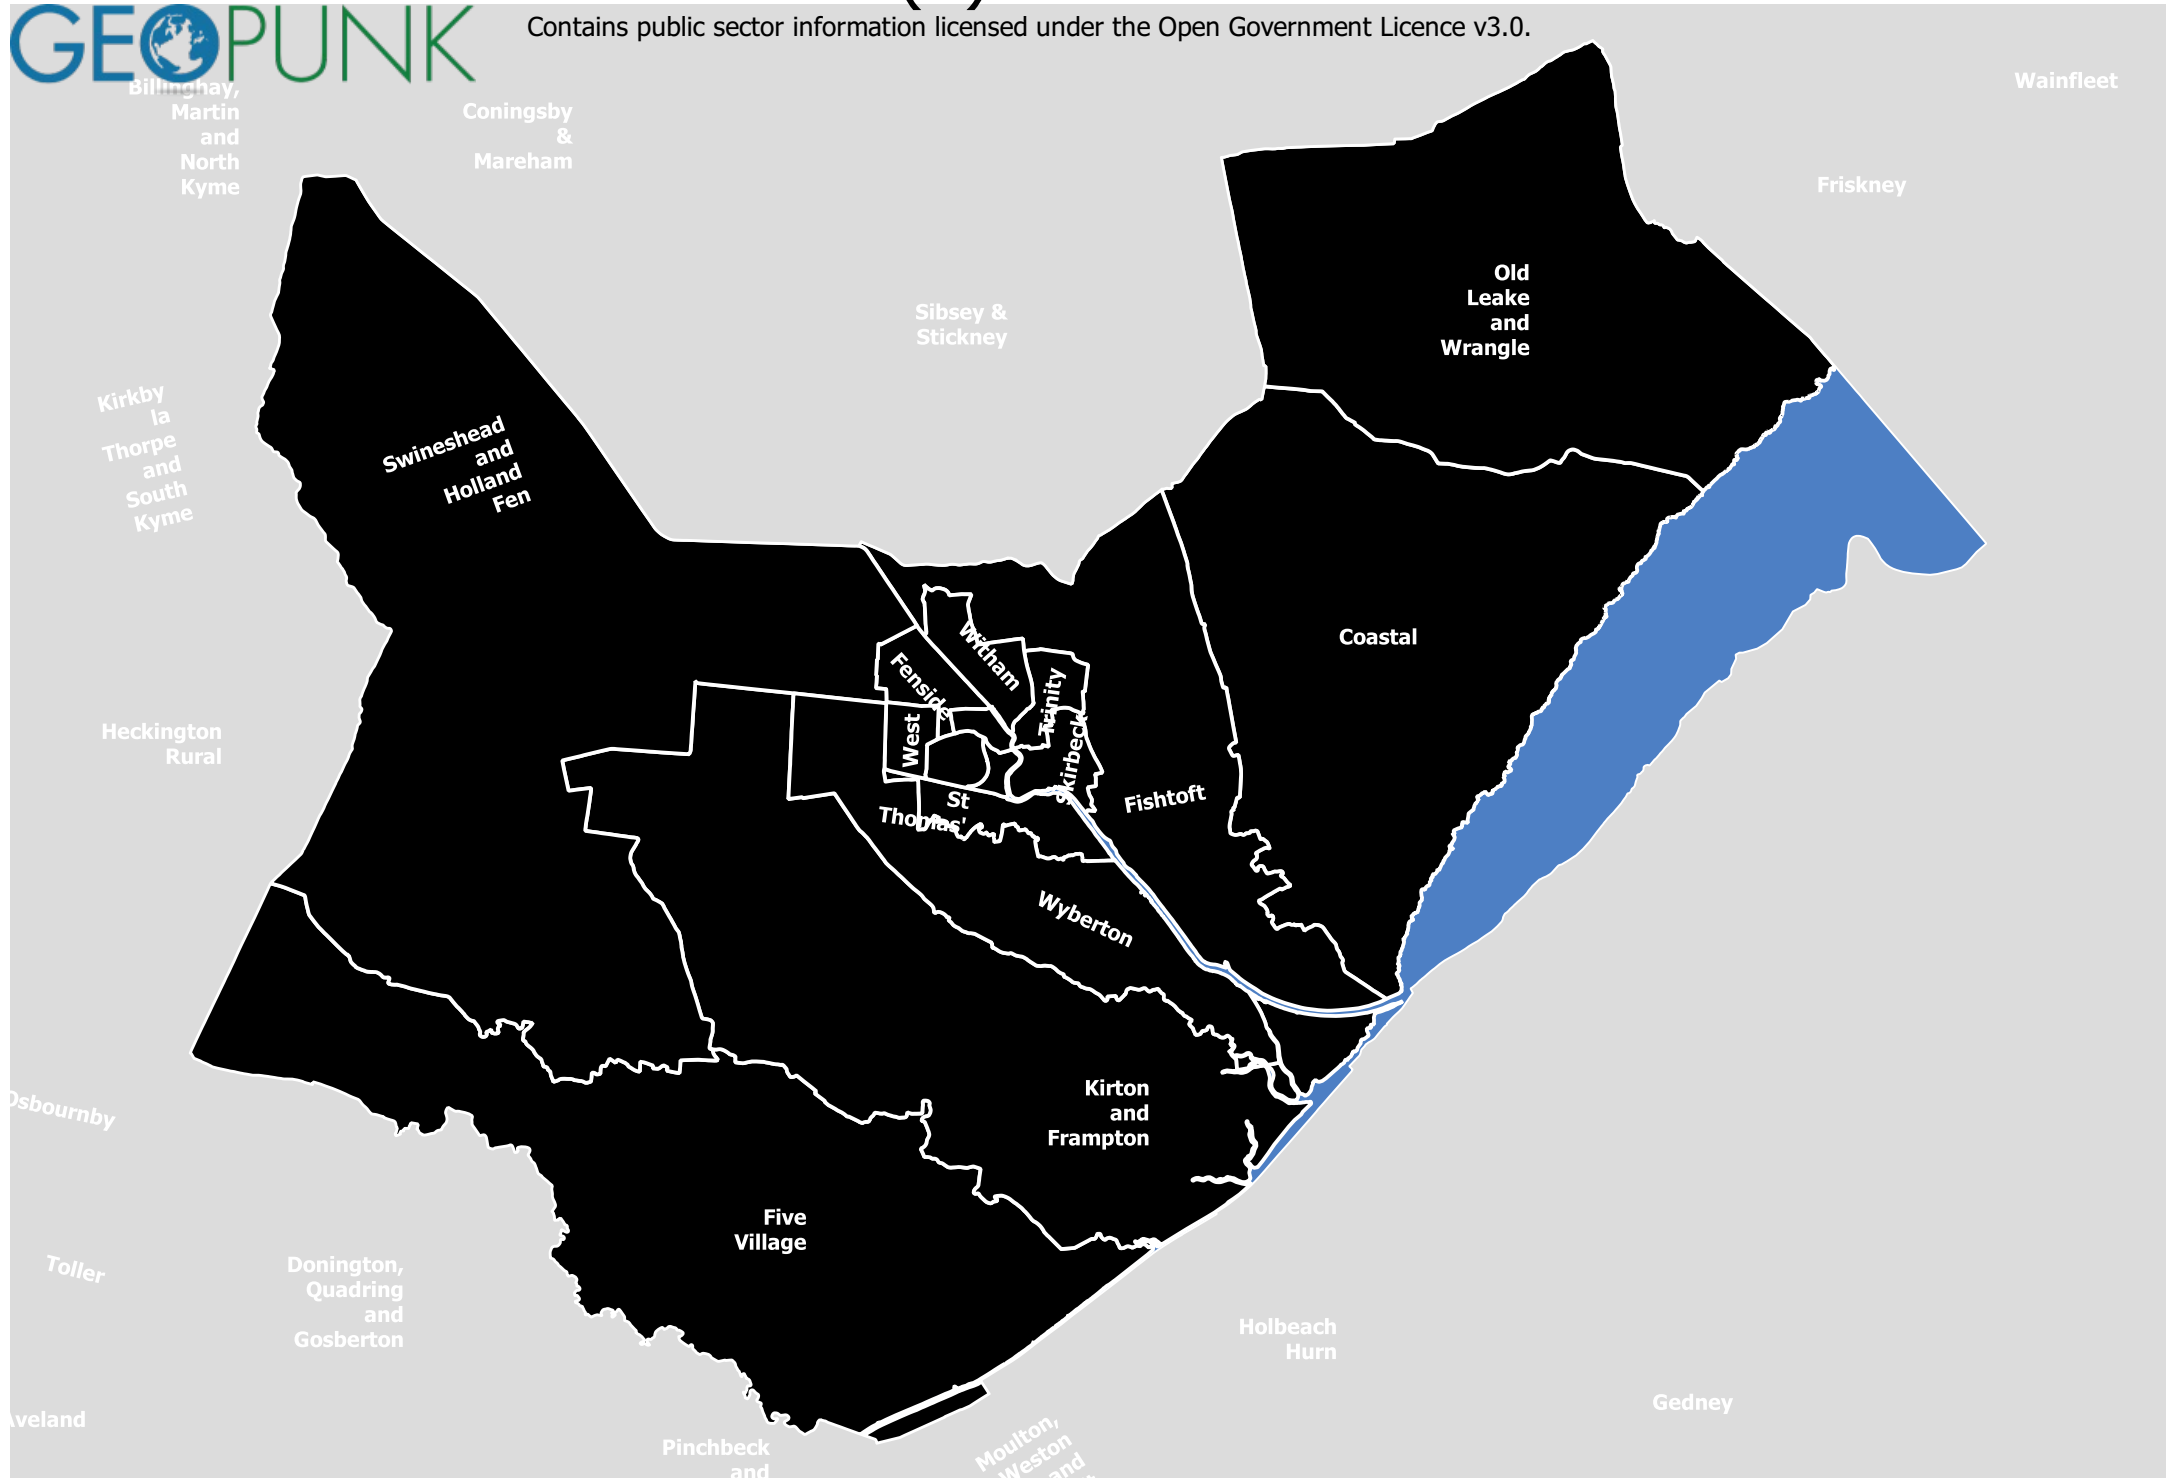 GEOPUNK
Contains public sector information licensed under the Open Government Licence v3.0.
Billinghay,
Martin
and
North
Kyme
Coningsby
&
Mareham
Wainfleet
Friskney
Old
Leake
and
Wrangle
Sibsey &
Stickney
Kirkby
la
Thorpe
and
South
Kyme
Swineshead
and
Holland
Fen
Coastal
Witham
Fenside
Trinity
West
Skirbeck
Heckington
Rural
St
Thomas'
Fishtoft
Wyberton
Kirton
and
Frampton
Osbournby
Five
Village
Toller
Donington,
Quadring
and
Gosberton
Holbeach
Hurn
Gedney
Aveland
Pinchbeck
and
Moulton,
Weston
and